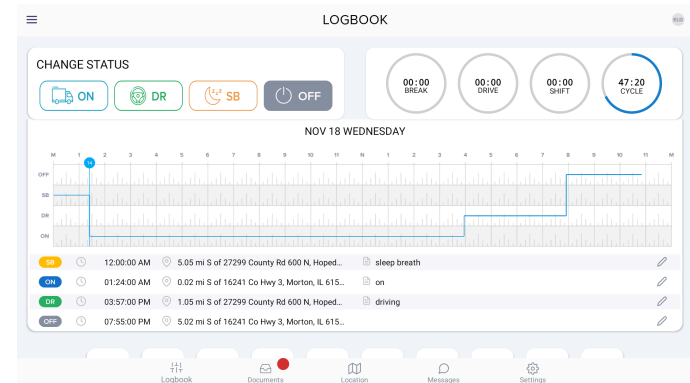 LOGBOOK
CHANGE STATUS
ON
DR
SB
OFF
00:00
BREAK
00:00
DRIVE
00:00
SHIFT
47:20
CYCLE
NOV 18 WEDNESDAY
M 1 2 3 4 5 6 7 8 9 10 11 N 1 2 3 4 5 6 7 8 9 10 11 M
14
OFF
SB
DR
ON
SB 12:00:00 AM 5.05 mi S of 27299 County Rd 600 N, Hoped... sleep breath
ON 01:24:00 AM 0.02 mi S of 16241 Co Hwy 3, Morton, IL 615... on
DR 03:57:00 PM 1.05 mi S of 27299 County Rd 600 N, Hoped... driving
OFF 07:55:00 PM 5.02 mi S of 16241 Co Hwy 3, Morton, IL 615...
Logbook Documents Location Messages Settings